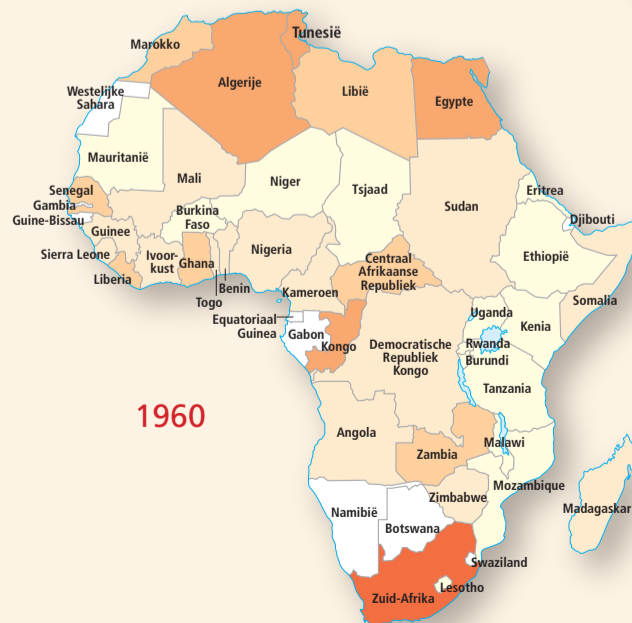 Tunesië
Marokko
Algerije
Libië
Egypte
Westelijke
Sahara
Mauritanië
Mali
Niger
Tsjaad
Senegal
Gambia
Guine-Bissau
Burkina
Faso
Sudan
Eritrea
Djibouti
Guinee
Sierra Leone
Ivoor-
kust
Ghana
Nigeria
Ethiopië
Liberia
Centraal
Afrikaanse
Republiek
Benin
Togo
Kameroen
Somalia
Equatoriaal
Guinea
Gabon
Kongo
Democratische
Republiek
Kongo
Uganda
Kenia
Rwanda
Burundi
Tanzania
1960
Angola
Zambia
Malawi
Mozambique
Zimbabwe
Madagaskar
Namibië
Botswana
Swaziland
Lesotho
Zuid-Afrika